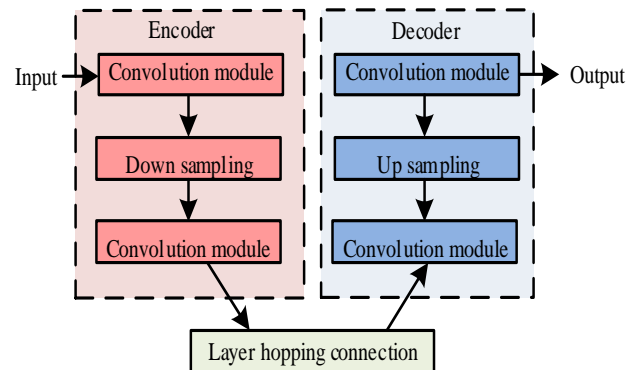 Encoder
Input
Convolution module
Down sampling
Convolution module
Decoder
Convolution module
Output
Up sampling
Convolution module
Layer hopping connection